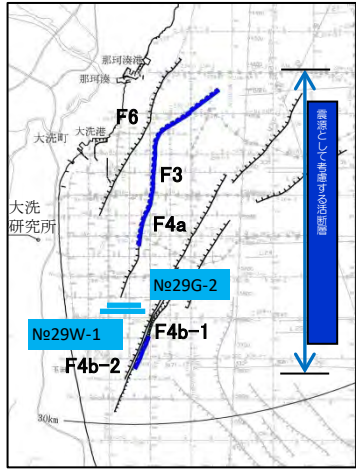 那珂湊港
那珂湊
F6
大洗港
大洗町
F3
大洗
研究所
F4a
№29G-2
№29W-1
F4b-1
F4b-2
30km
震源として考慮する活断層